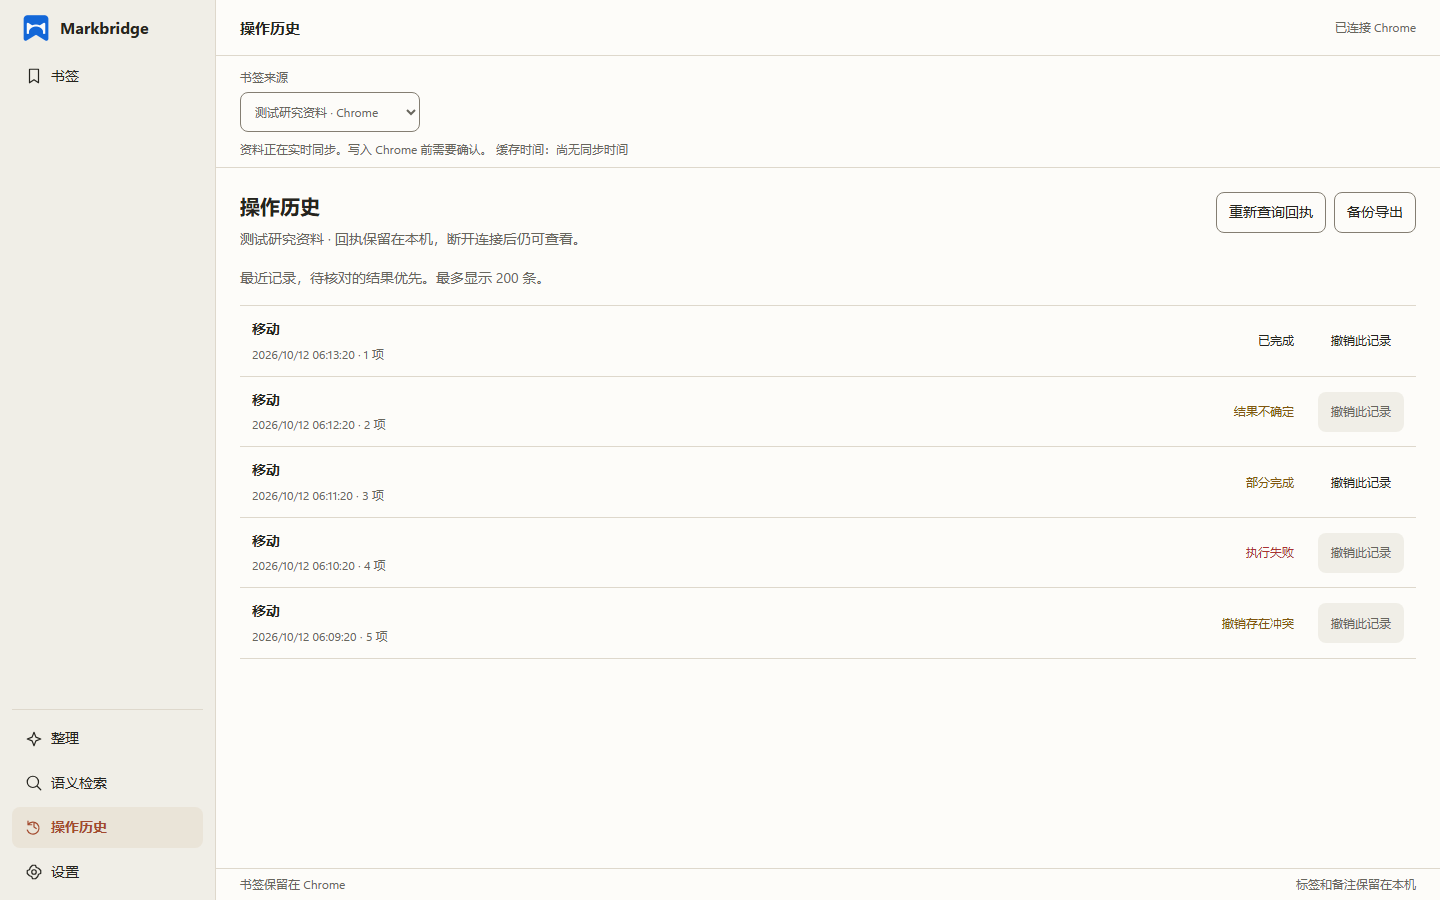 Markbridge
书签
整理
语义检索
操作历史
设置
操作历史
已连接 Chrome
书签来源
测试研究资料 · Chrome
资料正在实时同步。写入 Chrome 前需要确认。 缓存时间：尚无同步时间
操作历史
重新查询回执
备份导出
测试研究资料 · 回执保留在本机，断开连接后仍可查看。
最近记录，待核对的结果优先。最多显示 200 条。
移动
2026/10/12 06:13:20 · 1 项
已完成
撤销此记录
移动
2026/10/12 06:12:20 · 2 项
结果不确定
撤销此记录
移动
2026/10/12 06:11:20 · 3 项
部分完成
撤销此记录
移动
2026/10/12 06:10:20 · 4 项
执行失败
撤销此记录
移动
2026/10/12 06:09:20 · 5 项
撤销存在冲突
撤销此记录
书签保留在 Chrome
标签和备注保留在本机